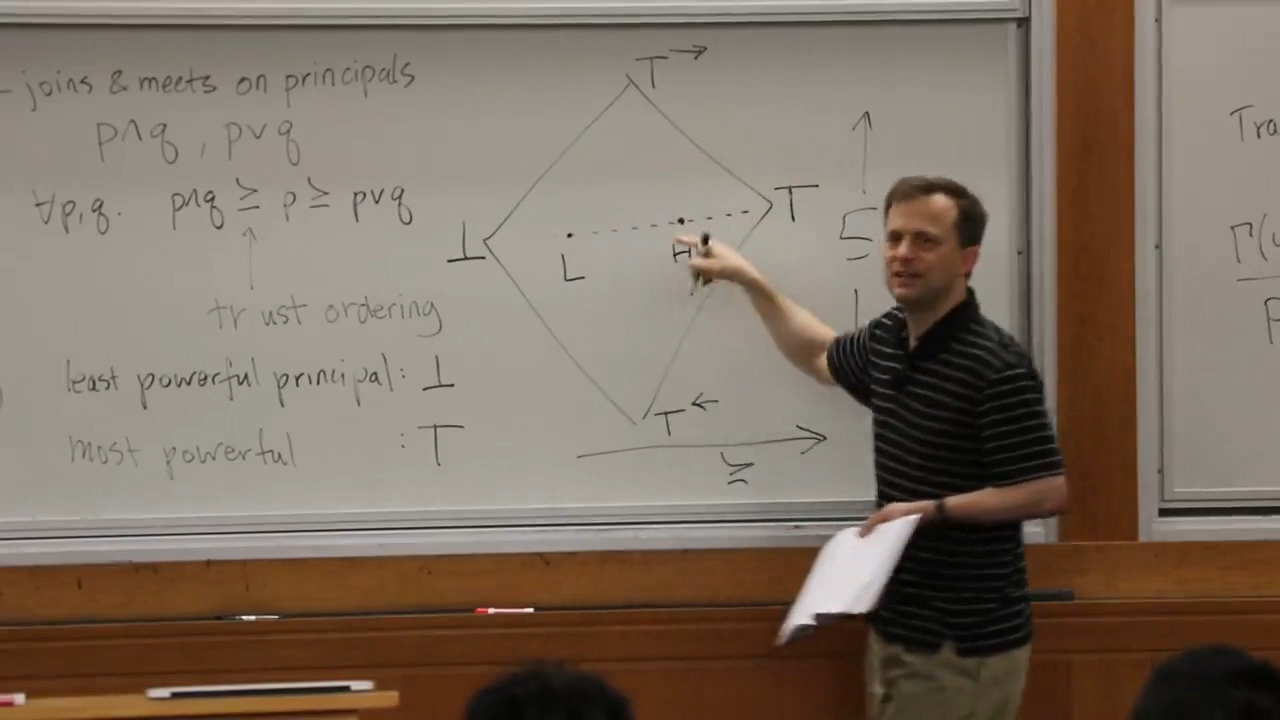 - joins & meets on principals
p∧q, p∨q
∀p,q. p∧q ≥ p ≥ p∨q
↑
trust ordering
least powerful principal: ⊥
most powerful : ⊤
⊤→
⊥
L
H
⊤
⊤←
≥
⊑
Tra
Γ(